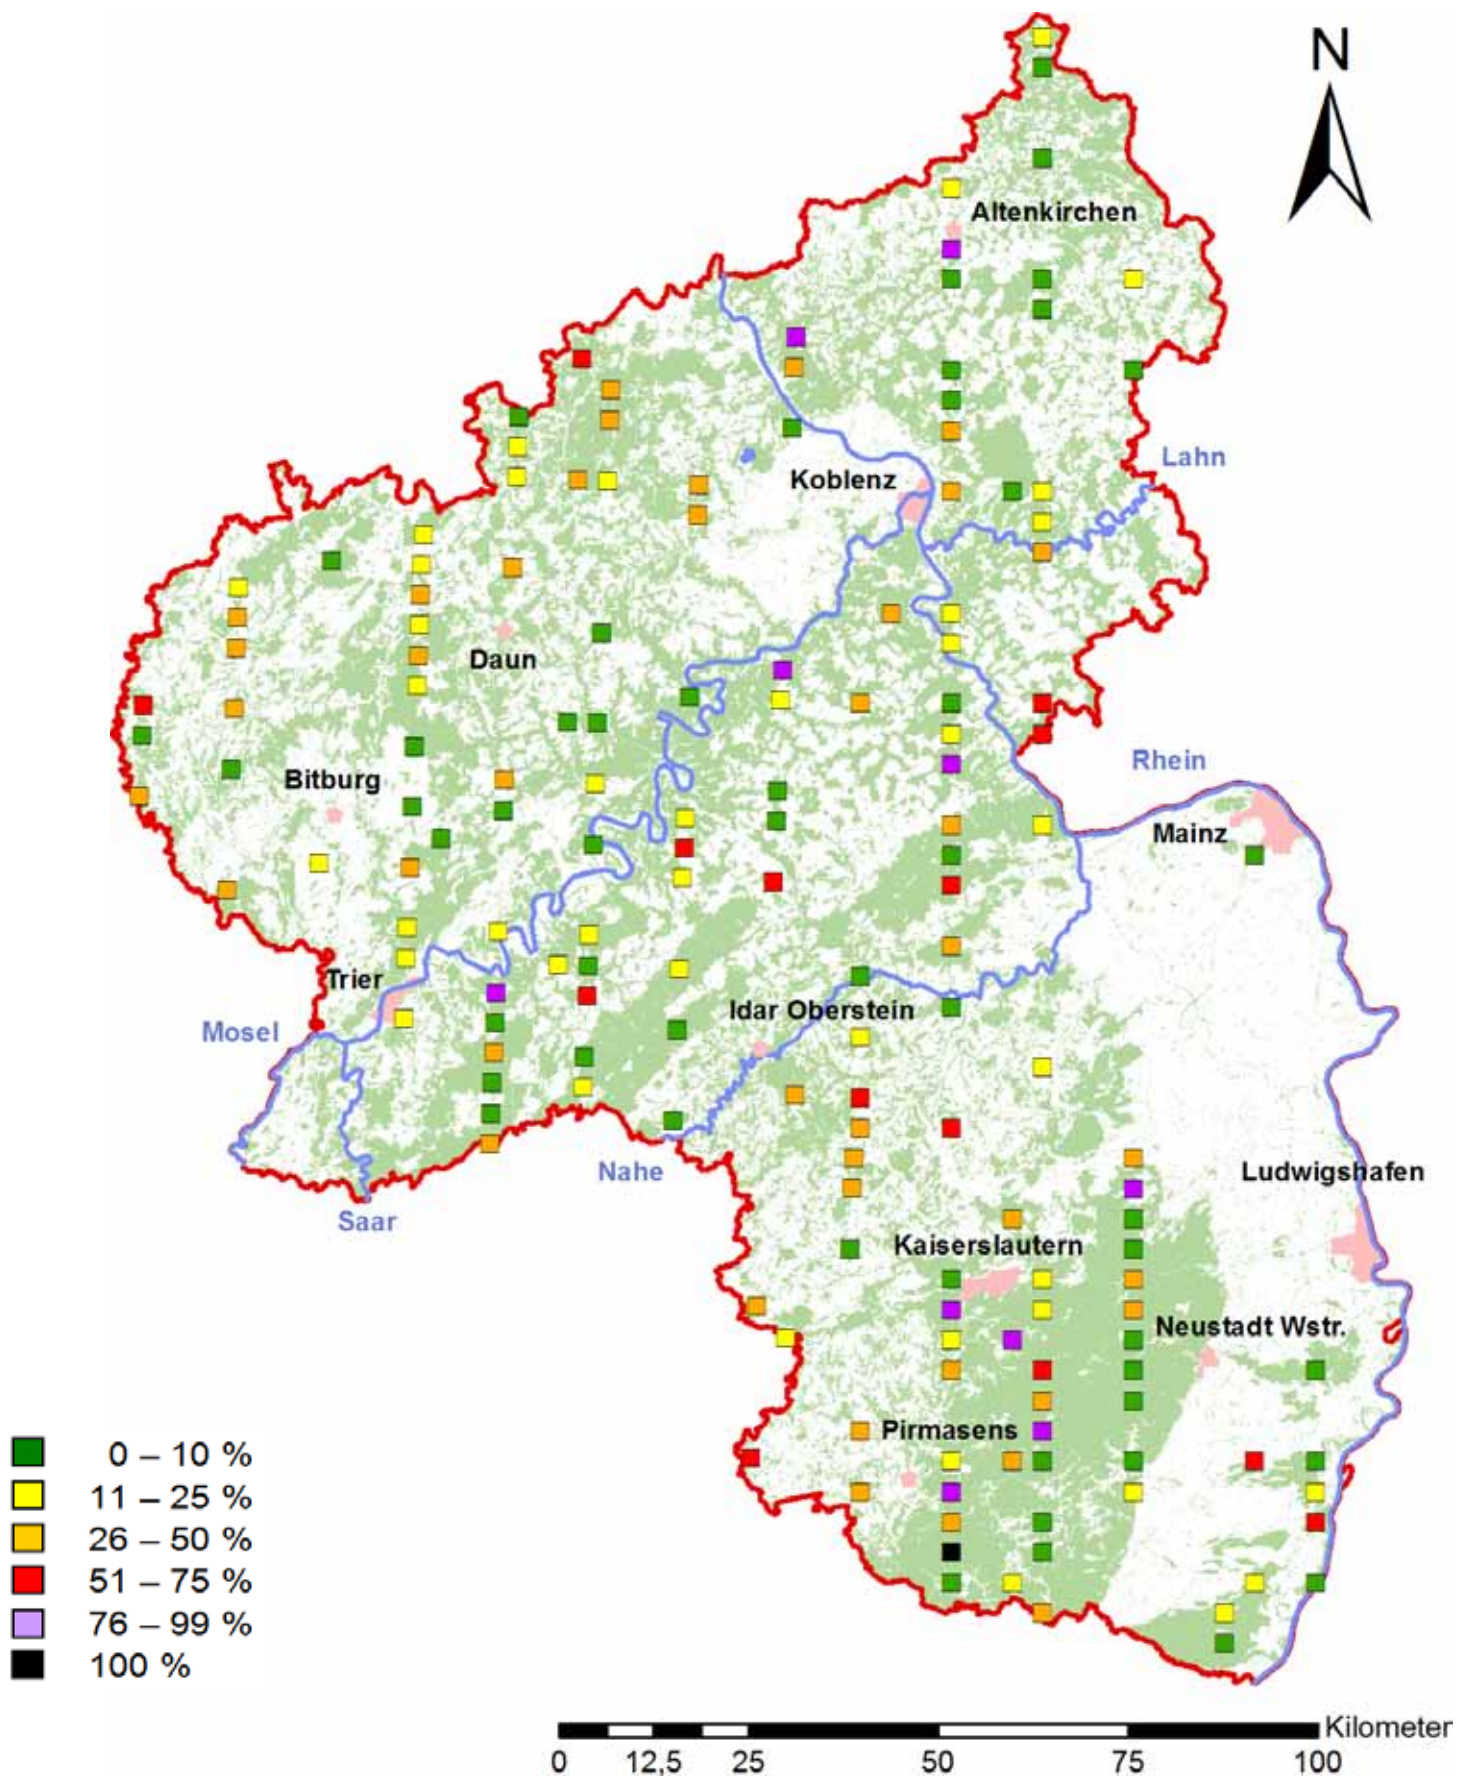 N
Altenkirchen
Lahn
Koblenz
Daun
Rhein
Bitburg
Mainz
Trier
Idar Oberstein
Mosel
Nahe
Ludwigshafen
Saar
Kaiserslautern
Neustadt Wstr.
Pirmasens
0 – 10 %
11 – 25 %
26 – 50 %
51 – 75 %
76 – 99 %
100 %
Kilometer
0 12,5 25 50 75 100